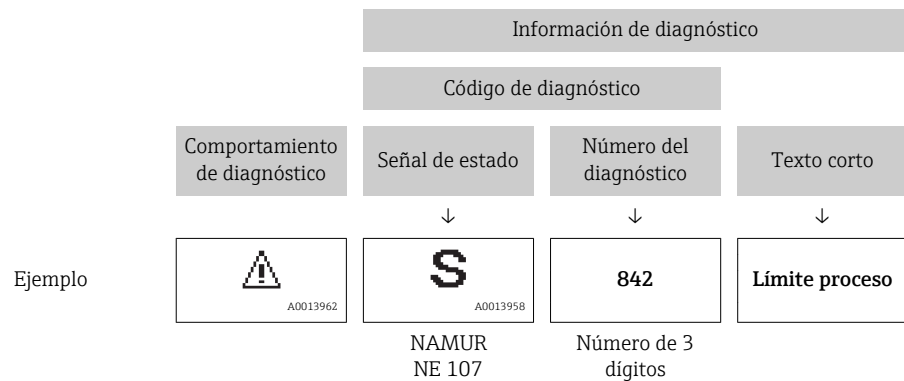 Información de diagnóstico
Código de diagnóstico
Comportamiento
de diagnóstico
Señal de estado
Número del
diagnóstico
Texto corto
↓ ↓ ↓
Ejemplo
⚠
A0013962
S
A0013958
842
Límite proceso
NAMUR
NE 107
Número de 3
dígitos